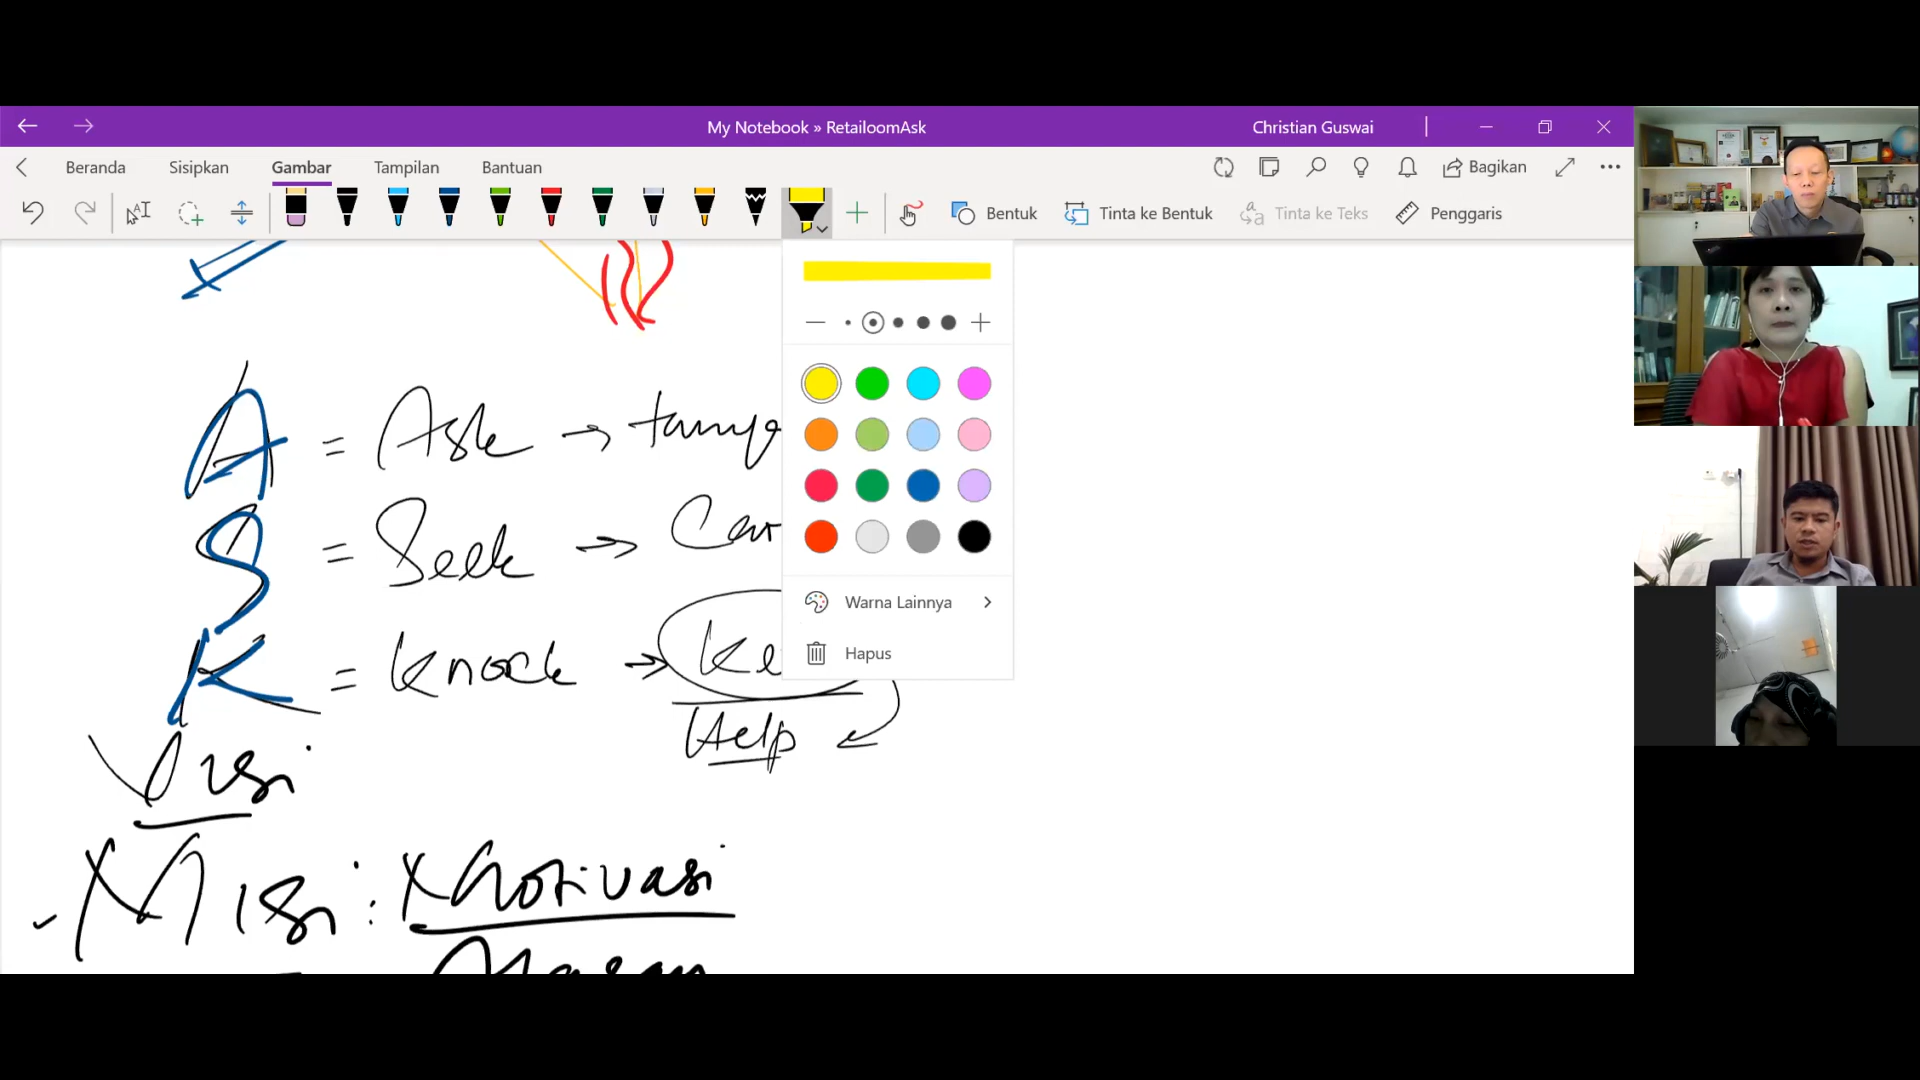 My Notebook » RetailoomAsk
Christian Guswai
Beranda Sisipkan Gambar Tampilan Bantuan
Bagikan
Bentuk Tinta ke Bentuk Tinta ke Teks Penggaris
A = Ask → tanya
S = Seek → Car
K = Knock → Ke
Help
Visi
Misi : Motivasi
Alasan
Warna Lainnya
Hapus